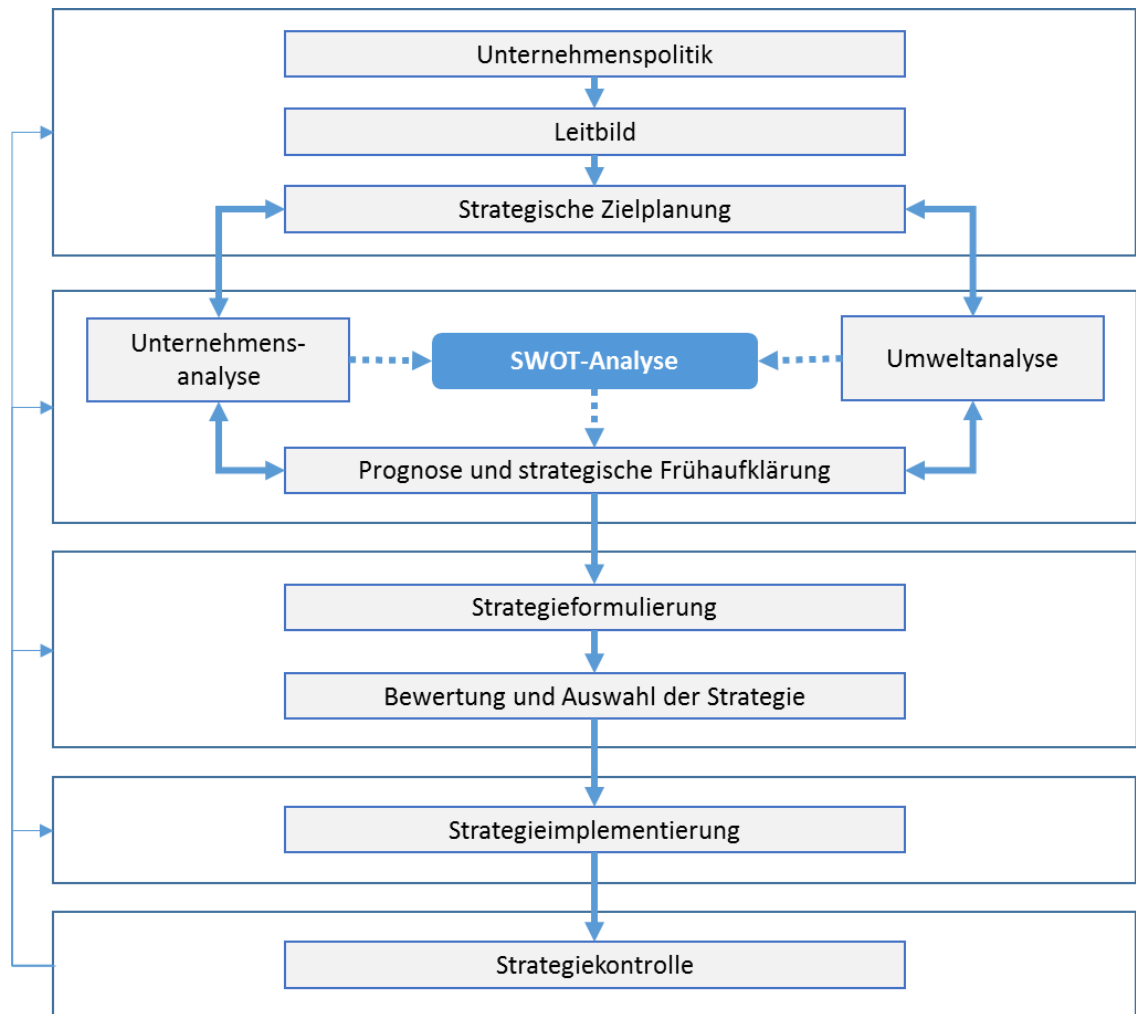 Unternehmenspolitik
Leitbild
Strategische Zielplanung
Unternehmens-
analyse
SWOT-Analyse
Umweltanalyse
Prognose und strategische Frühaufklärung
Strategieformulierung
Bewertung und Auswahl der Strategie
Strategieimplementierung
Strategiekontrolle